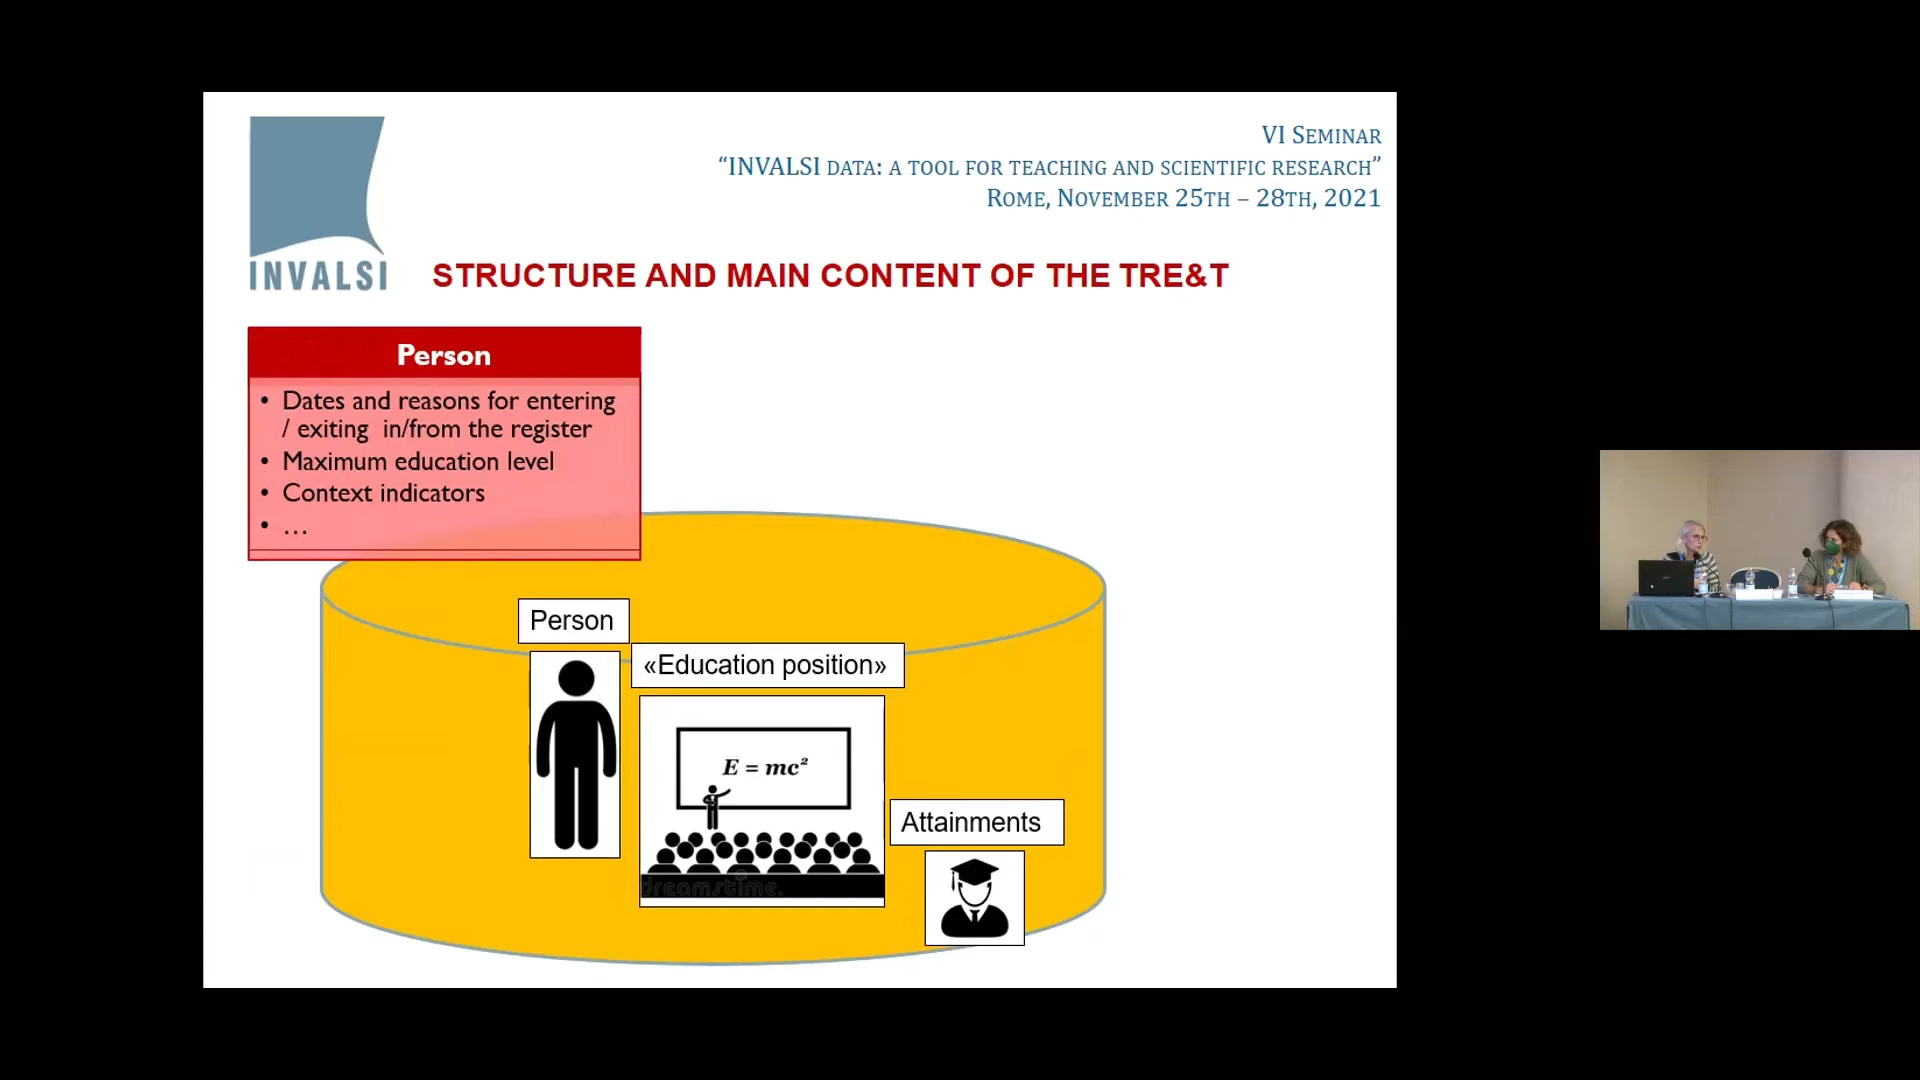 VI SEMINAR
“INVALSI DATA: A TOOL FOR TEACHING AND SCIENTIFIC RESEARCH”
ROME, NOVEMBER 25TH – 28TH, 2021
INVALSI
STRUCTURE AND MAIN CONTENT OF THE TRE&T
Person
• Dates and reasons for entering
/ exiting in/from the register
• Maximum education level
• Context indicators
• …
Person
«Education position»
E = mc²
Attainments
dreamstime.